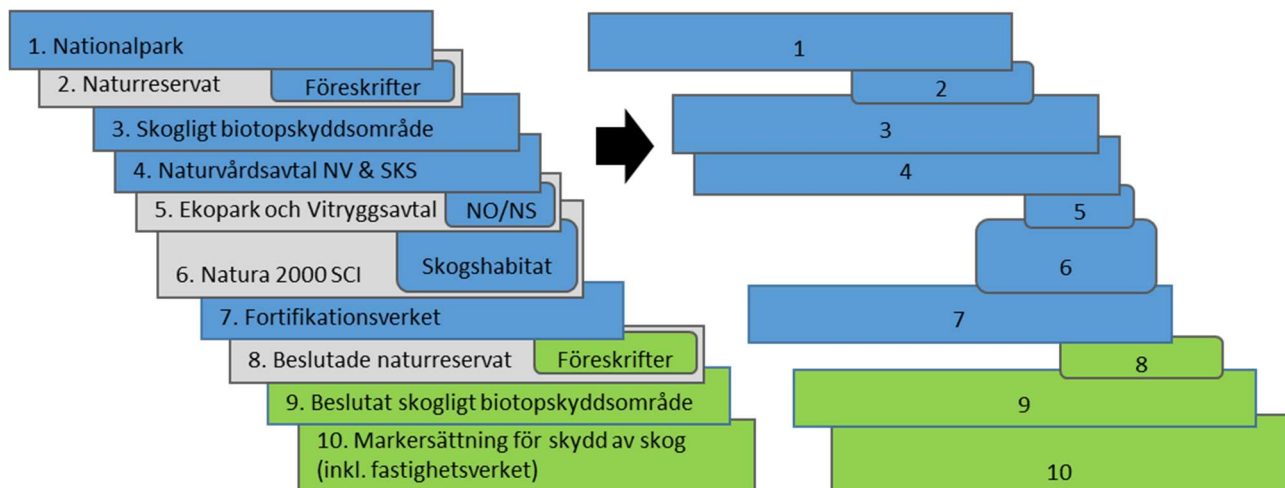 1. Nationalpark
2. Naturreservat
Föreskrifter
3. Skogligt biotopskyddsområde
4. Naturvårdsavtal NV & SKS
5. Ekopark och Vitryggsavtal
NO/NS
6. Natura 2000 SCI
Skogshabitat
7. Fortifikationsverket
8. Beslutade naturreservat
Föreskrifter
9. Beslutat skogligt biotopskyddsområde
10. Markersättning för skydd av skog
(inkl. fastighetsverket)
1
2
3
4
5
6
7
8
9
10